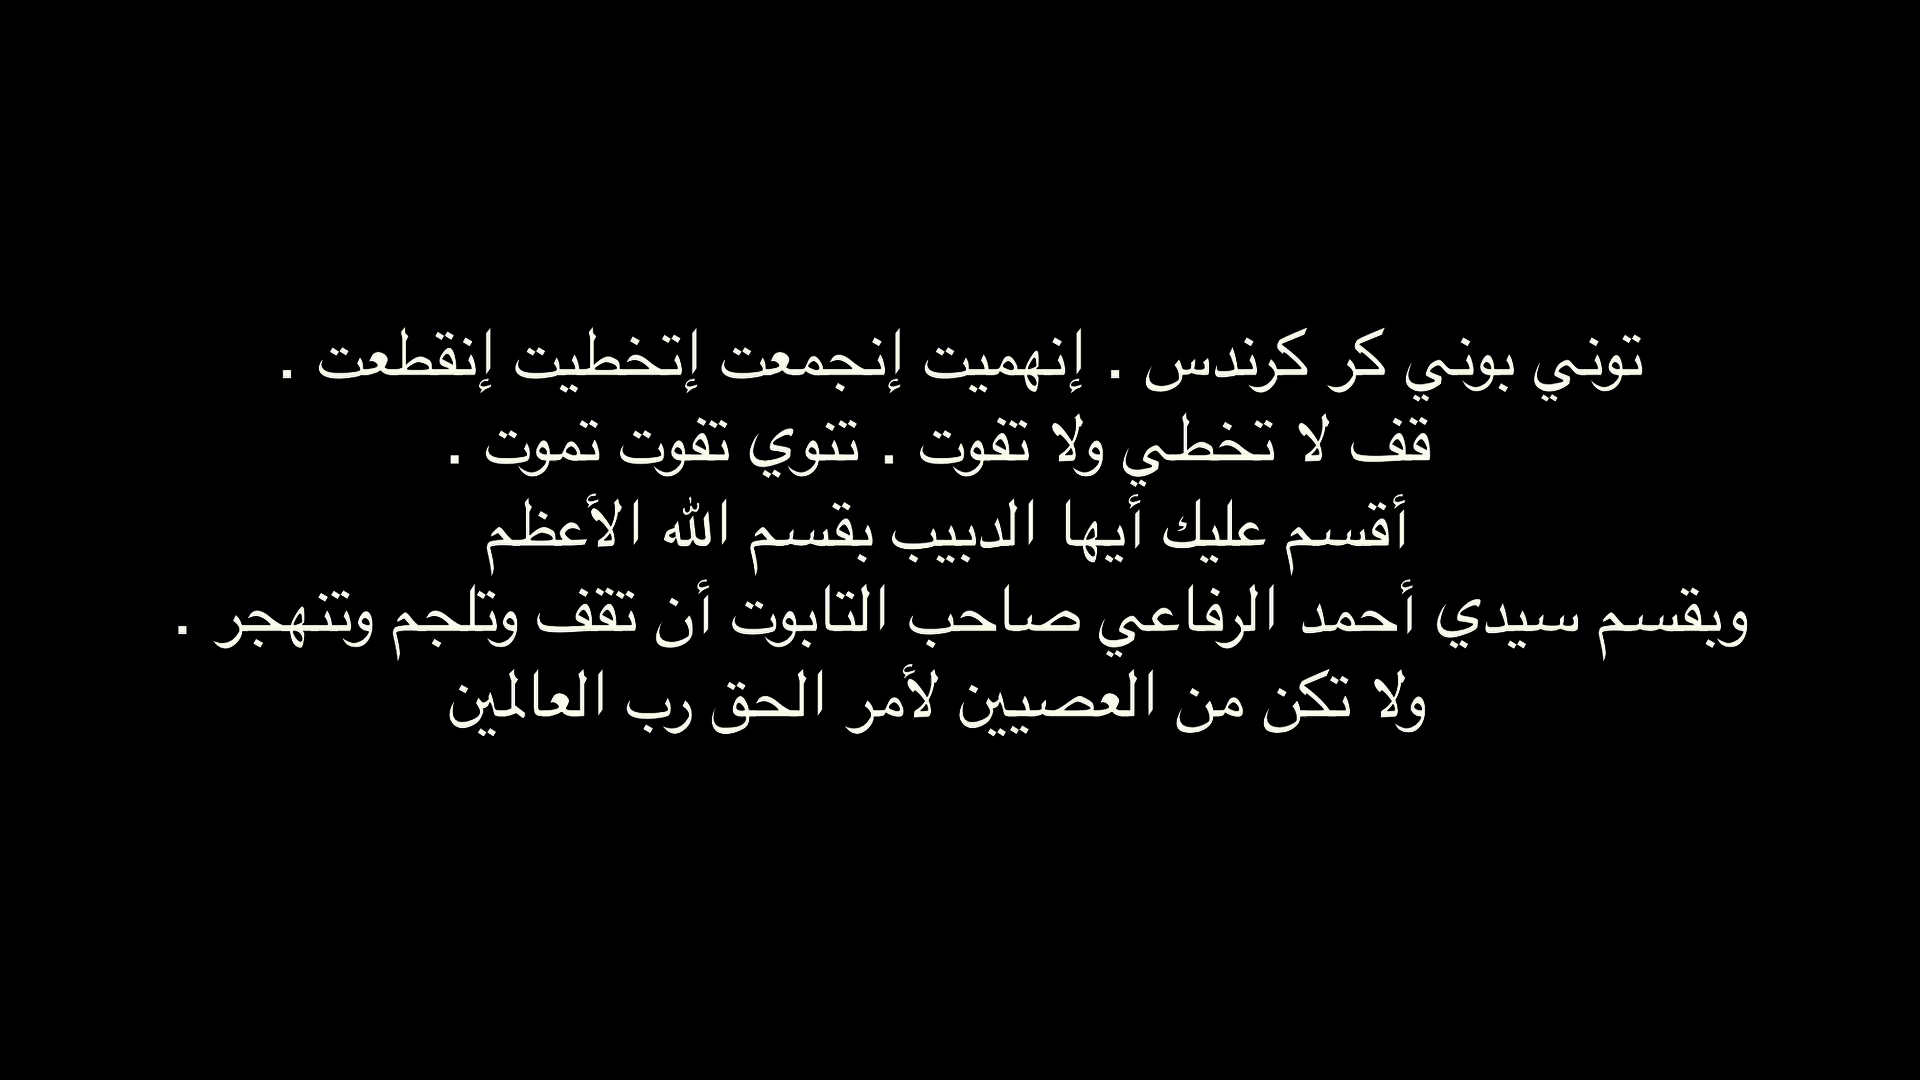 توني بوني كر كرندس . إنهميت إنجمعت إتخطيت إنقطعت .
قف لا تخطي ولا تفوت . تنوي تفوت تموت .
أقسم عليك أيها الدبيب بقسم الله الأعظم
وبقسم سيدي أحمد الرفاعي صاحب التابوت أن تقف وتلجم وتنهجر .
ولا تكن من العصيين لأمر الحق رب العالمين